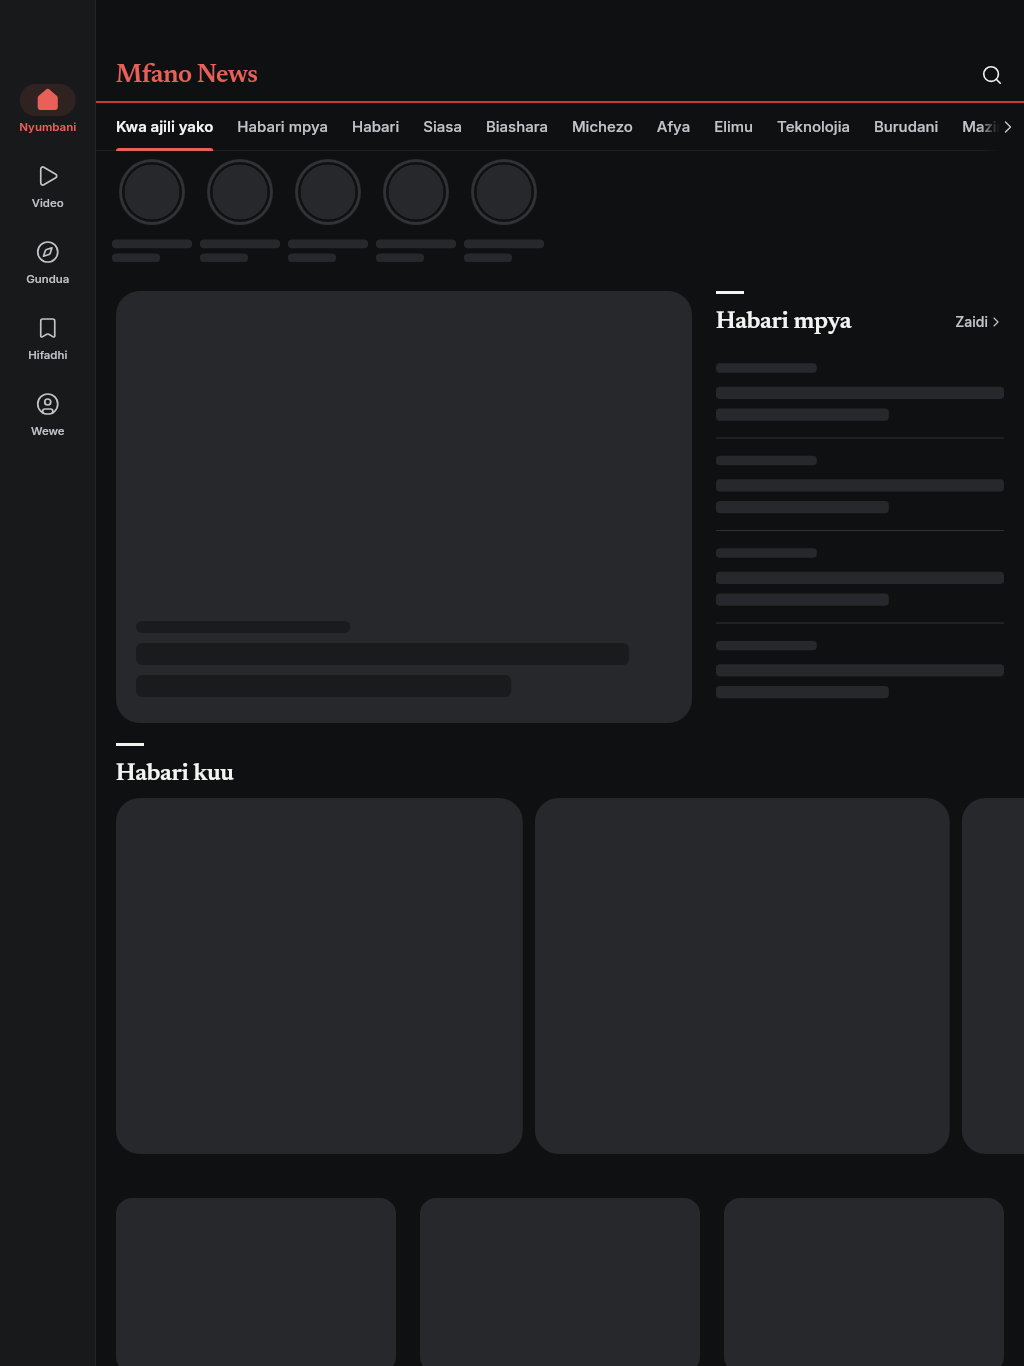 Mfano News
Nyumbani
Video
Gundua
Hifadhi
Wewe
Kwa ajili yako Habari mpya Habari Siasa Biashara Michezo Afya Elimu Teknolojia Burudani
Habari mpya
Zaidi
Habari kuu